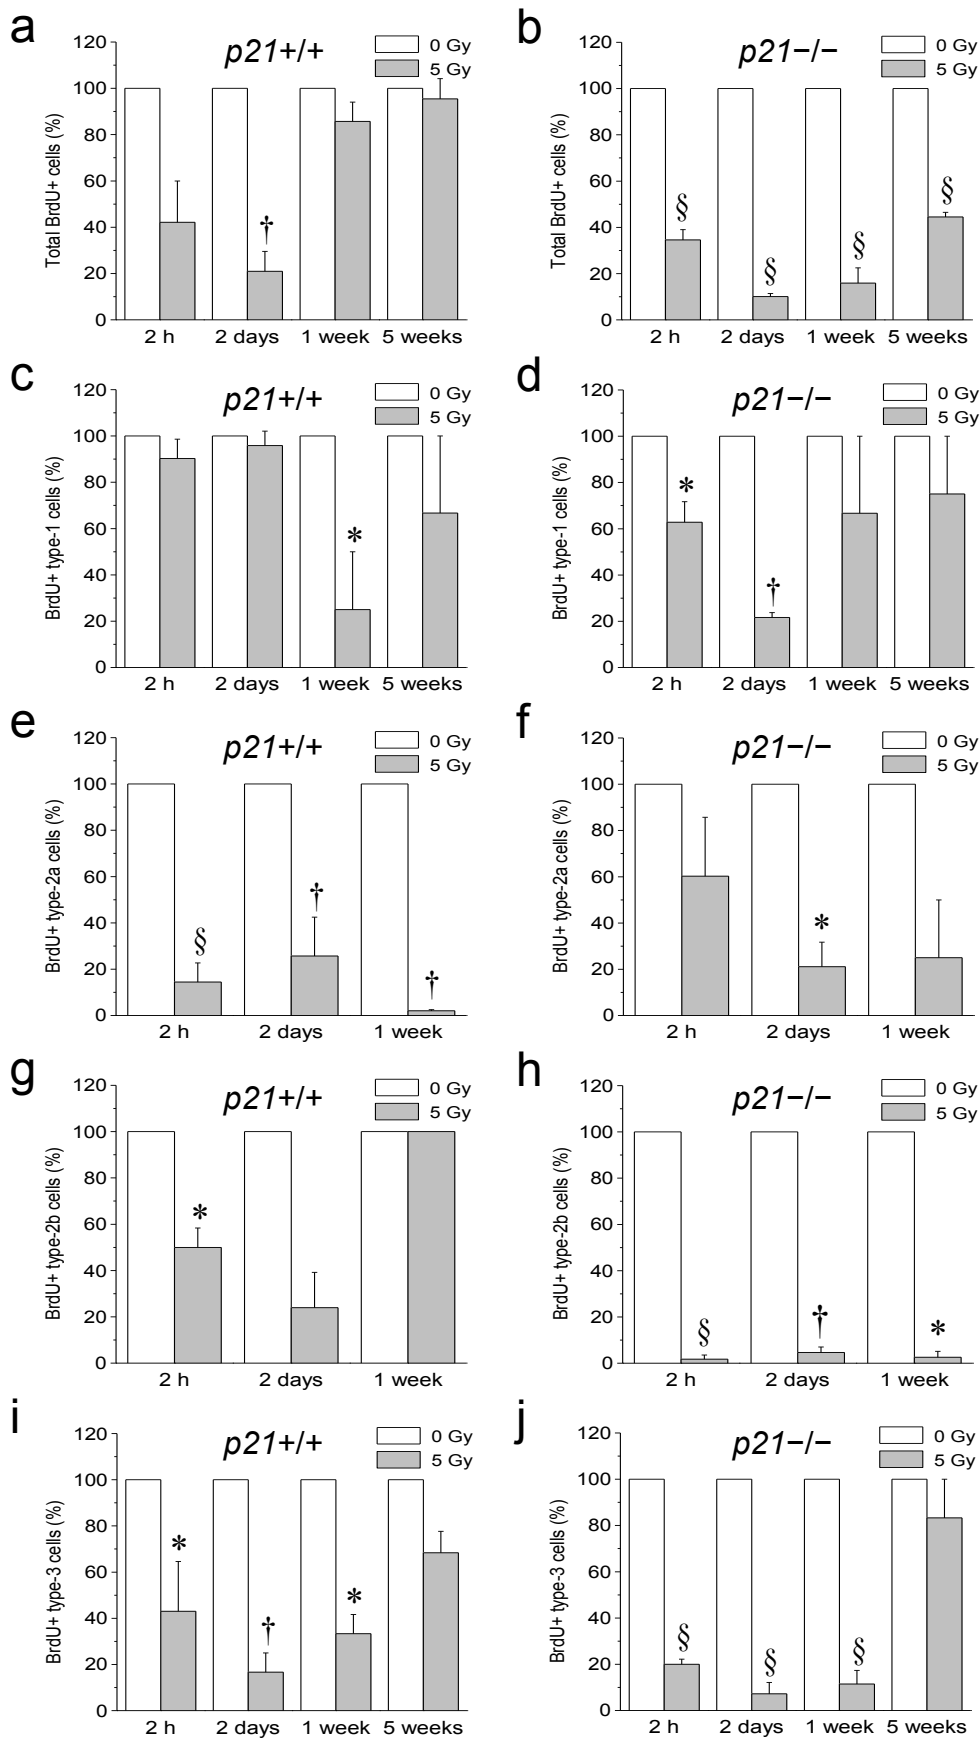 a
p21+/+
0 Gy
5 Gy
Total BrdU+ cells (%)
120
100
80
60
40
20
0
†
2 h 2 days 1 week 5 weeks
b
p21−/−
0 Gy
5 Gy
Total BrdU+ cells (%)
120
100
80
60
40
20
0
§ § § §
2 h 2 days 1 week 5 weeks
c
p21+/+
0 Gy
5 Gy
BrdU+ type-1 cells (%)
120
100
80
60
40
20
0
*
2 h 2 days 1 week 5 weeks
d
p21−/−
0 Gy
5 Gy
BrdU+ type-1 cells (%)
120
100
80
60
40
20
0
* †
2 h 2 days 1 week 5 weeks
e
p21+/+
0 Gy
5 Gy
BrdU+ type-2a cells (%)
120
100
80
60
40
20
0
§ † †
2 h 2 days 1 week
f
p21−/−
0 Gy
5 Gy
BrdU+ type-2a cells (%)
120
100
80
60
40
20
0
*
2 h 2 days 1 week
g
p21+/+
0 Gy
5 Gy
BrdU+ type-2b cells (%)
120
100
80
60
40
20
0
*
2 h 2 days 1 week
h
p21−/−
0 Gy
5 Gy
BrdU+ type-2b cells (%)
120
100
80
60
40
20
0
§ † *
2 h 2 days 1 week
i
p21+/+
0 Gy
5 Gy
BrdU+ type-3 cells (%)
120
100
80
60
40
20
0
* † *
2 h 2 days 1 week 5 weeks
j
p21−/−
0 Gy
5 Gy
BrdU+ type-3 cells (%)
120
100
80
60
40
20
0
§ § §
2 h 2 days 1 week 5 weeks